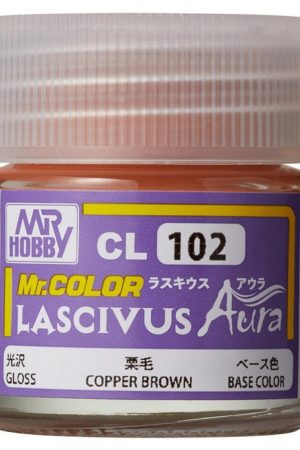 MR HOBBY
CL 102
Mr.COLOR ラスキウス アウラ
LASCIVUS Aura
光沢 栗毛 ベース色
GLOSS COPPER BROWN BASE COLOR